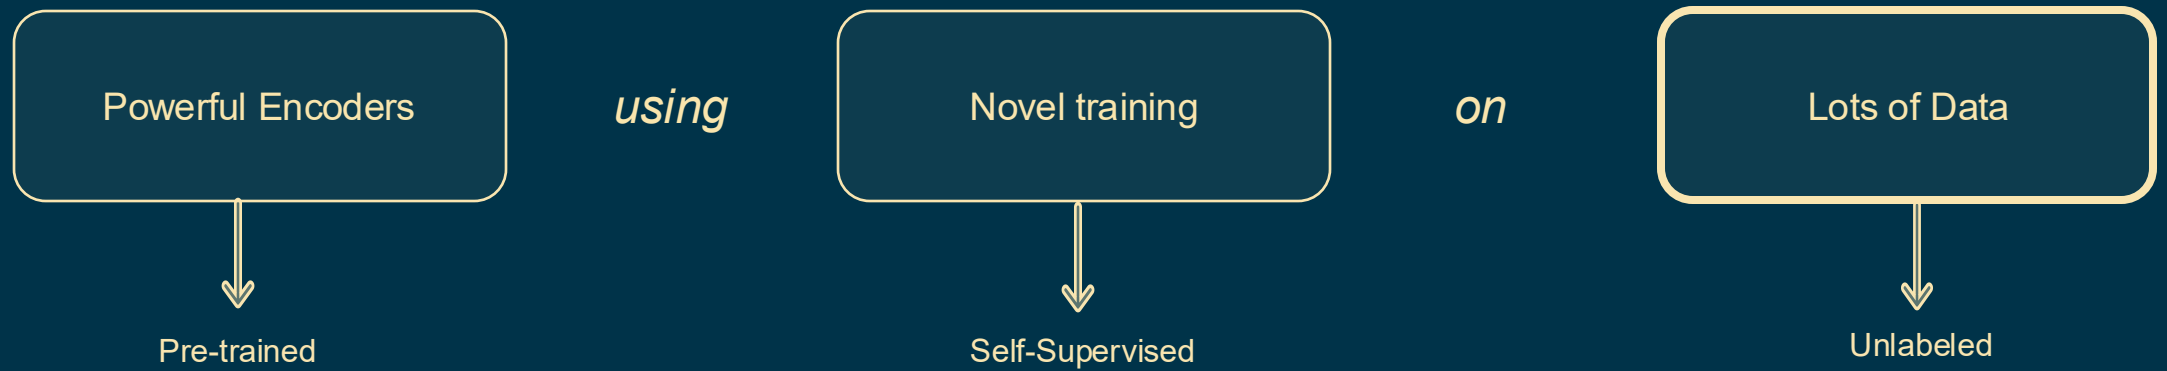 Powerful Encoders
using
Novel training
on
Lots of Data
Pre-trained
Self-Supervised
Unlabeled